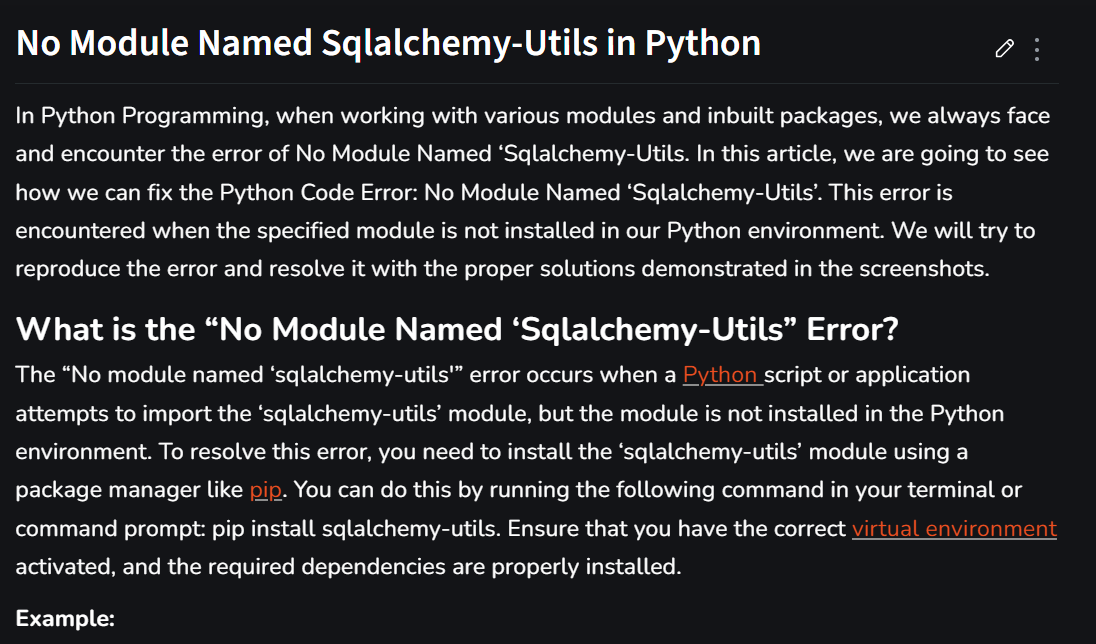 No Module Named Sqlalchemy-Utils in Python
In Python Programming, when working with various modules and inbuilt packages, we always face
and encounter the error of No Module Named ‘Sqlalchemy-Utils. In this article, we are going to see
how we can fix the Python Code Error: No Module Named ‘Sqlalchemy-Utils’. This error is
encountered when the specified module is not installed in our Python environment. We will try to
reproduce the error and resolve it with the proper solutions demonstrated in the screenshots.
What is the “No Module Named ‘Sqlalchemy-Utils” Error?
The “No module named ‘sqlalchemy-utils'” error occurs when a Python script or application
attempts to import the ‘sqlalchemy-utils’ module, but the module is not installed in the Python
environment. To resolve this error, you need to install the ‘sqlalchemy-utils’ module using a
package manager like pip. You can do this by running the following command in your terminal or
command prompt: pip install sqlalchemy-utils. Ensure that you have the correct virtual environment
activated, and the required dependencies are properly installed.
Example: